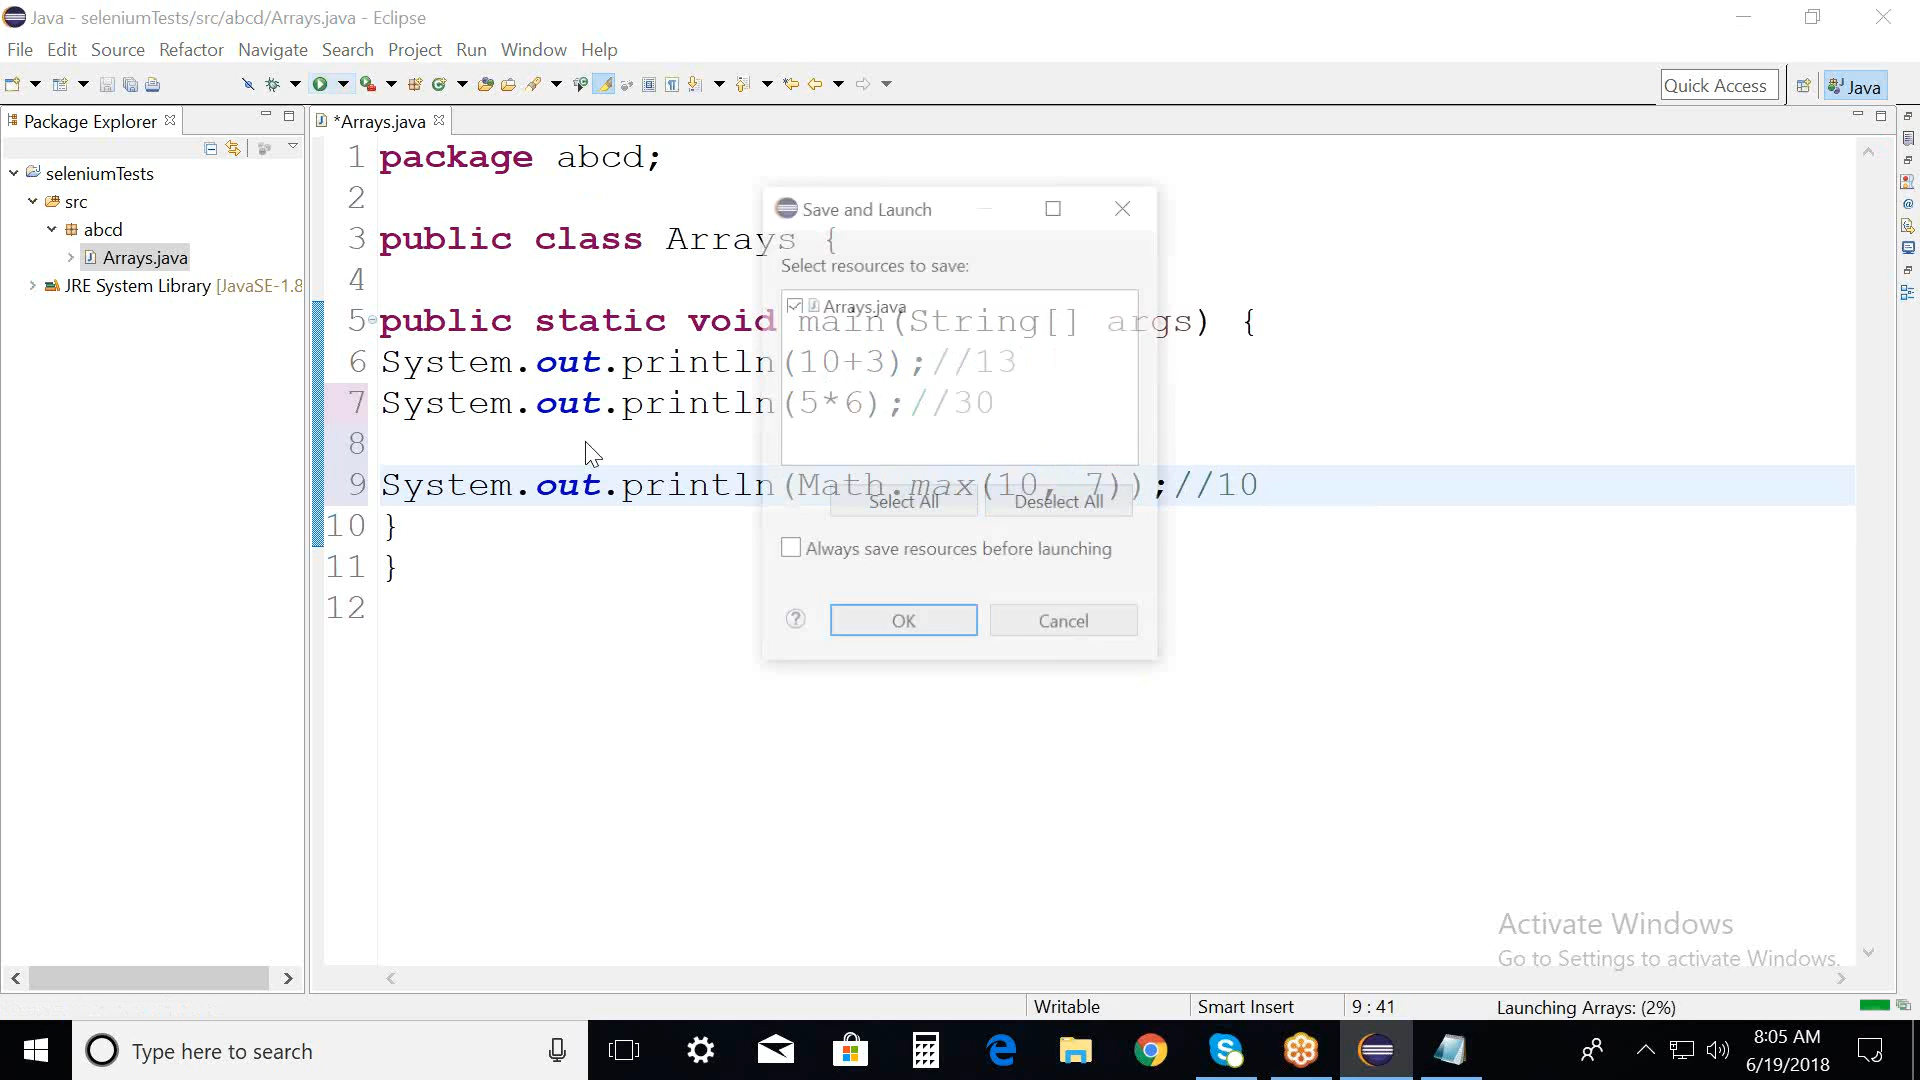 Java - seleniumTests/src/abcd/Arrays.java - Eclipse
File Edit Source Refactor Navigate Search Project Run Window Help
Quick Access
Java
Package Explorer
*Arrays.java
seleniumTests
src
abcd
Arrays.java
JRE System Library [JavaSE-1.8
1 package abcd;
2
3 public class Arrays {
4
5 public static void main(String[] args) {
6 System.out.println(10+3);//13
7 System.out.println(5*6);//30
8
9 System.out.println(Math.max(10, 7));//10
10 }
11 }
12
Save and Launch
Select resources to save:
Arrays.java
Select All Deselect All
Always save resources before launching
OK Cancel
Activate Windows
Go to Settings to activate Windows.
Writable Smart Insert 9 : 41 Launching Arrays: (2%)
Type here to search
8:05 AM
6/19/2018